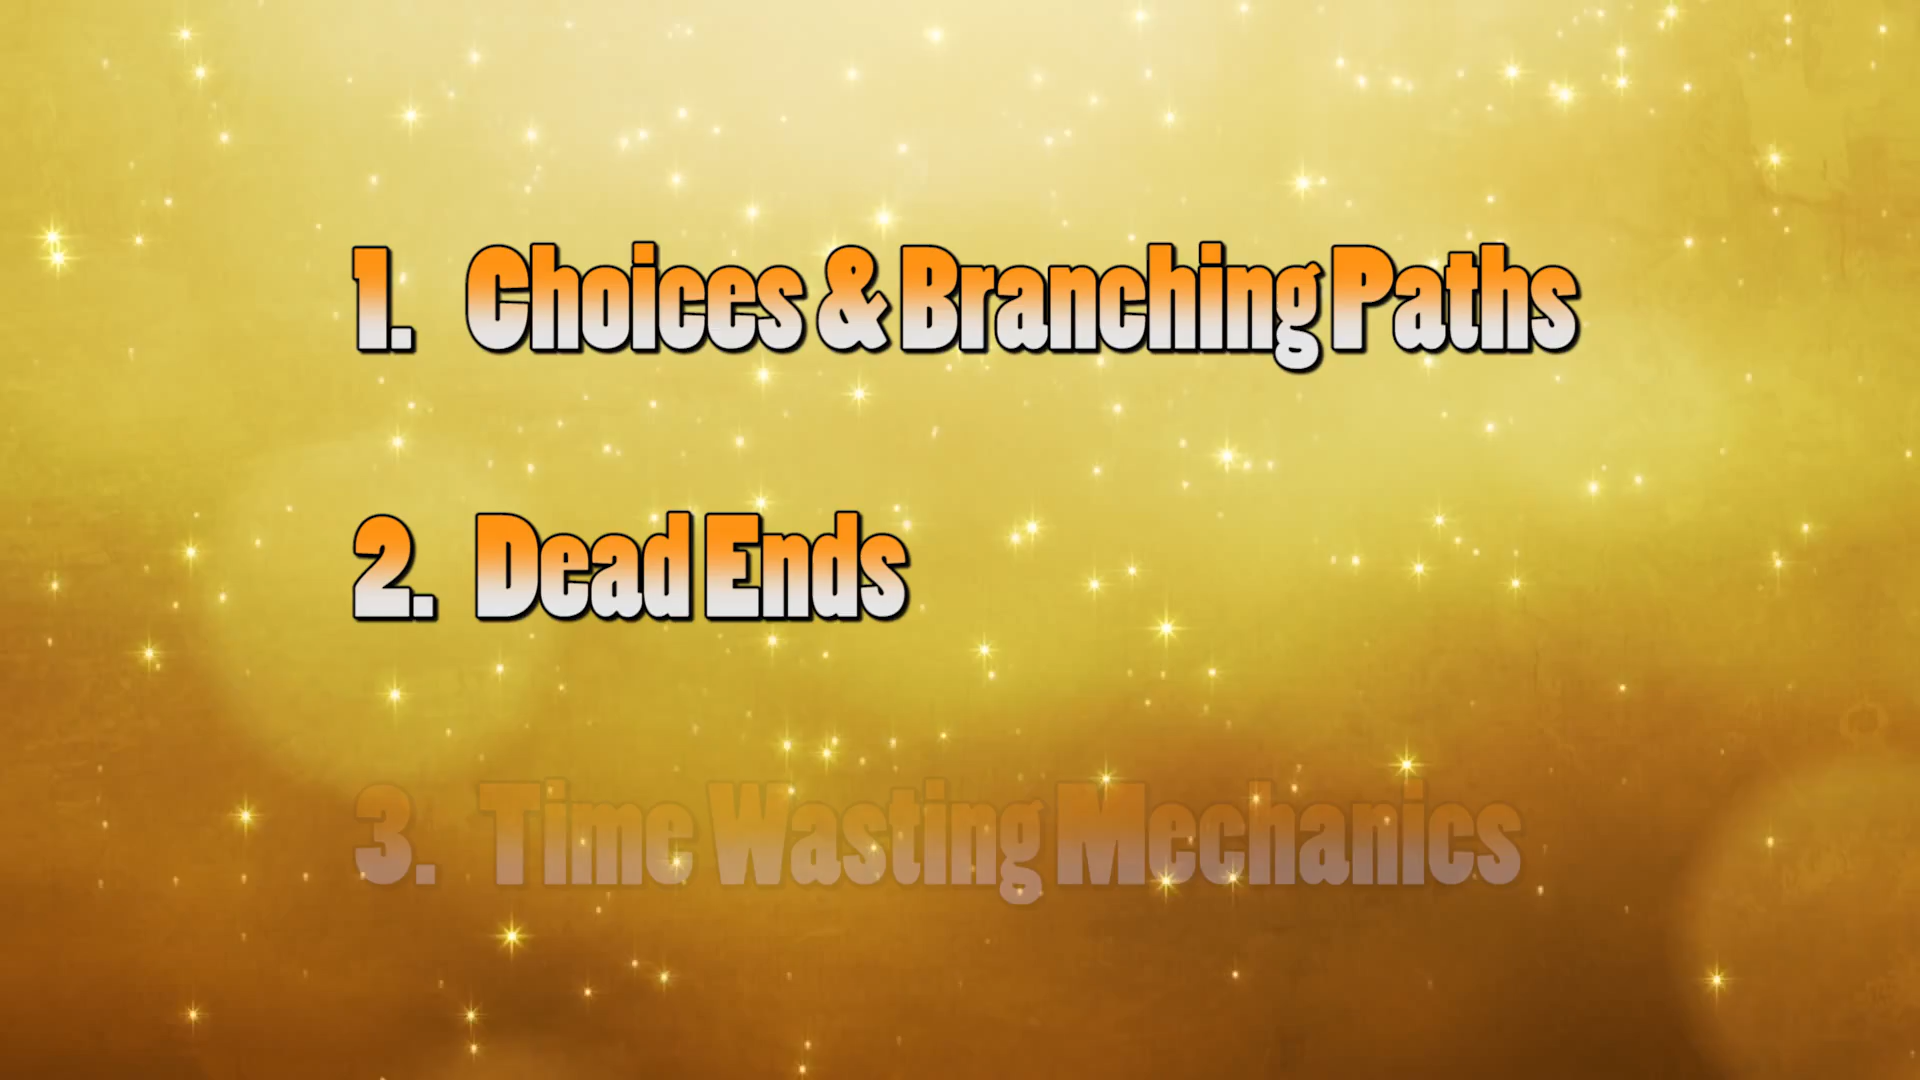 1. Choices & Branching Paths
2. Dead Ends
3. Time Wasting Mechanics